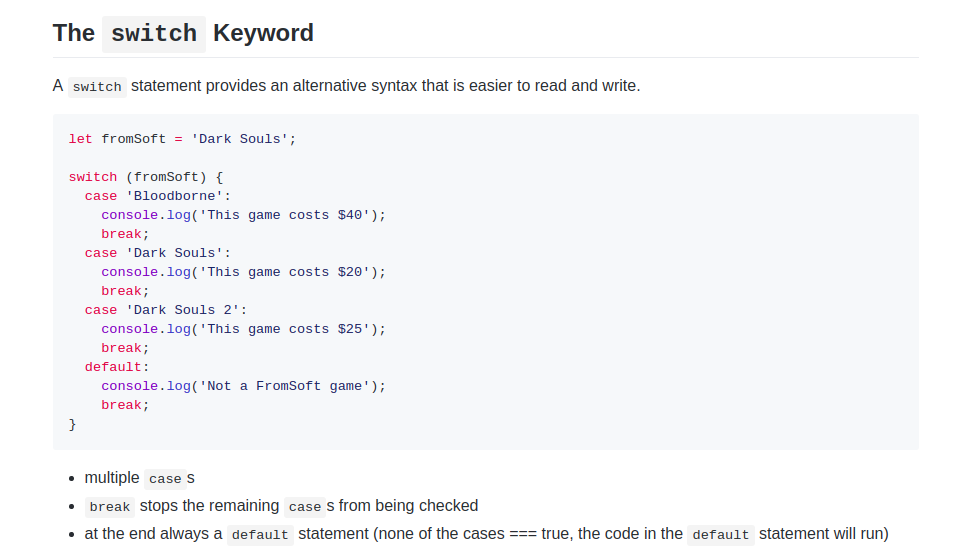 The switch Keyword
A switch statement provides an alternative syntax that is easier to read and write.
let fromSoft = 'Dark Souls';
switch (fromSoft) {
  case 'Bloodborne':
    console.log('This game costs $40');
    break;
  case 'Dark Souls':
    console.log('This game costs $20');
    break;
  case 'Dark Souls 2':
    console.log('This game costs $25');
    break;
  default:
    console.log('Not a FromSoft game');
    break;
}
• multiple cases
• break stops the remaining cases from being checked
• at the end always a default statement (none of the cases === true, the code in the default statement will run)